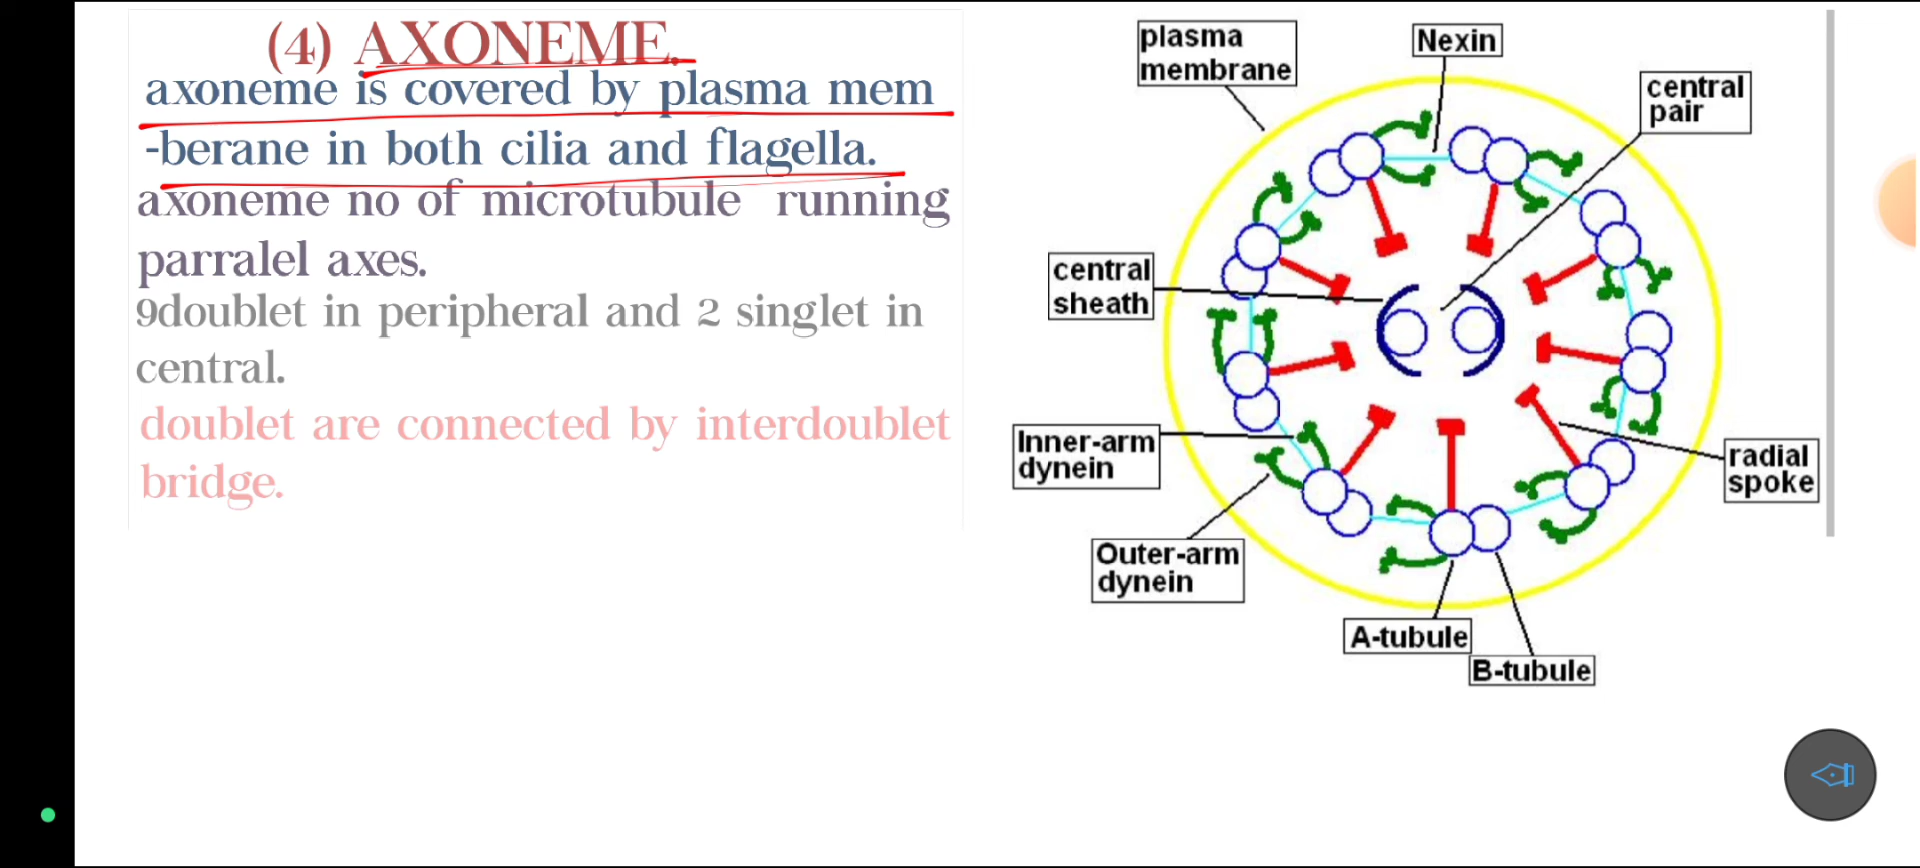 (4) AXONEME.
axoneme is covered by plasma mem
-berane in both cilia and flagella.
axoneme no of microtubule running
parralel axes.
9doublet in peripheral and 2 singlet in
central.
doublet are connected by interdoublet
bridge.
plasma
membrane
Nexin
central
pair
central
sheath
Inner-arm
dynein
radial
spoke
Outer-arm
dynein
A-tubule
B-tubule